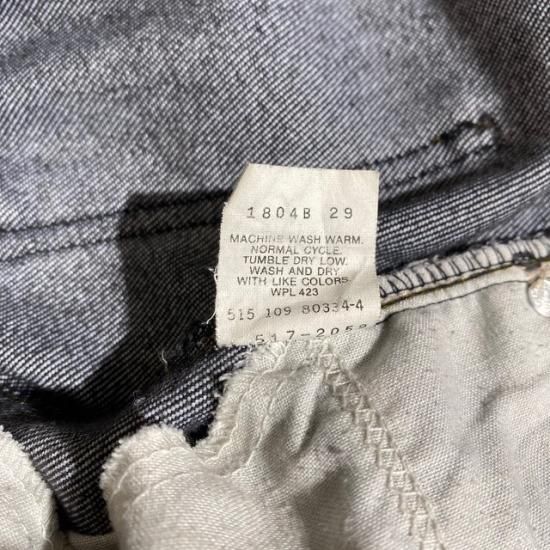 1804B 29
MACHINE WASH WARM.
NORMAL CYCLE.
TUMBLE DRY LOW.
WASH AND DRY
WITH LIKE COLORS.
WPL 423
515 109 80334-4